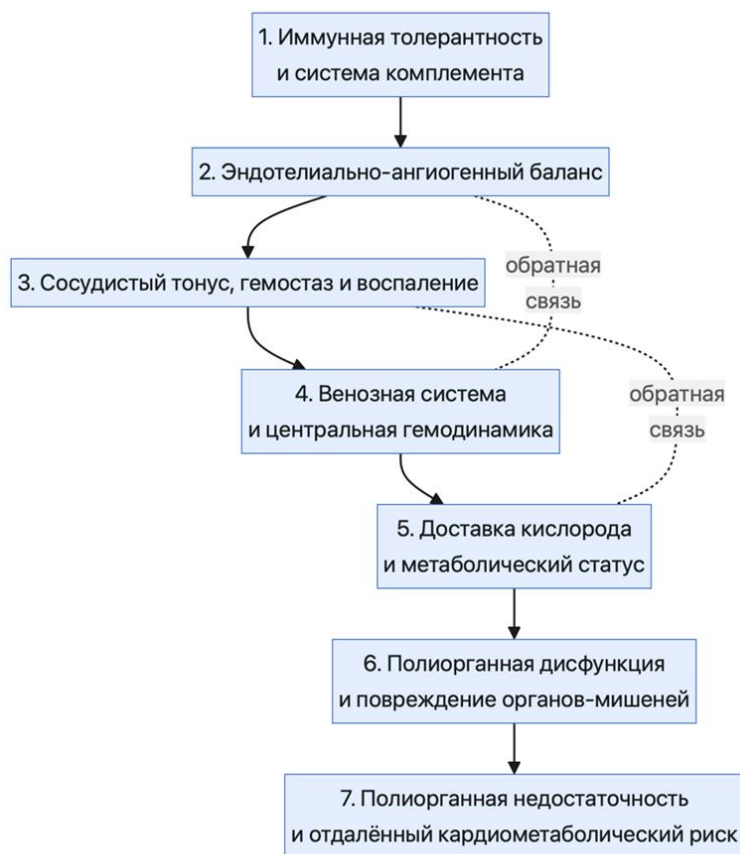 1. Иммунная толерантность
и система комплемента
2. Эндотелиально-ангиогенный баланс
обратная
связь
3. Сосудистый тонус, гемостаз и воспаление
4. Венозная система
и центральная гемодинамика
обратная
связь
5. Доставка кислорода
и метаболический статус
6. Полиорганная дисфункция
и повреждение органов-мишеней
7. Полиорганная недостаточность
и отдалённый кардиометаболический риск